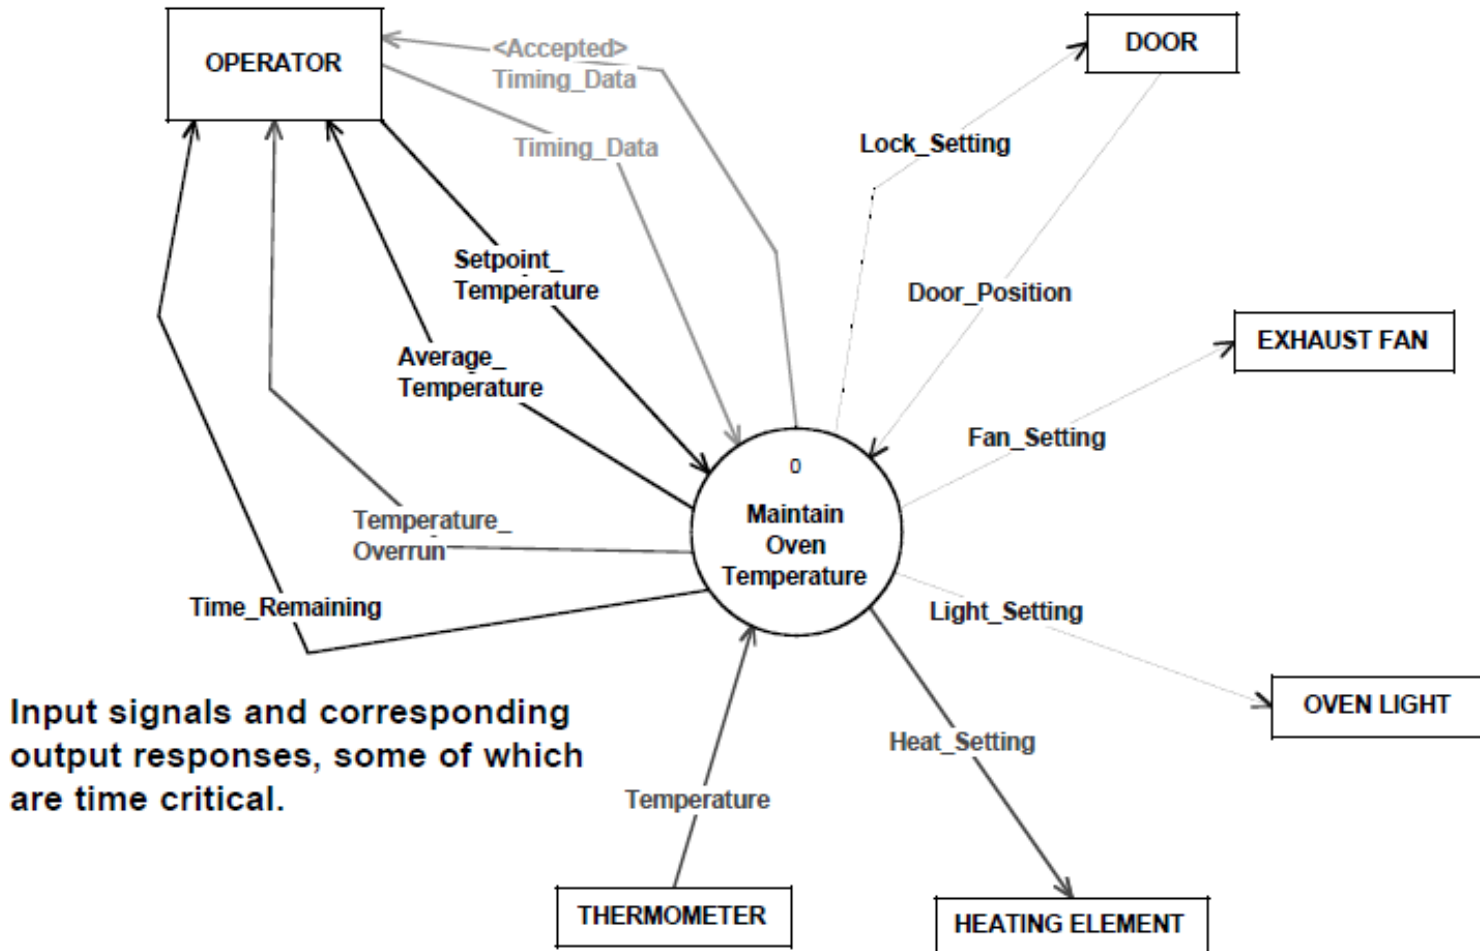 OPERATOR
<Accepted>
Timing_Data
DOOR
Timing_Data
Lock_Setting
Setpoint_
Temperature
Door_Position
Average_
Temperature
EXHAUST FAN
Fan_Setting
0
Maintain
Oven
Temperature
Temperature_
Overrun
Time_Remaining
Light_Setting
OVEN LIGHT
Input signals and corresponding
output responses, some of which
are time critical.
Heat_Setting
Temperature
THERMOMETER
HEATING ELEMENT